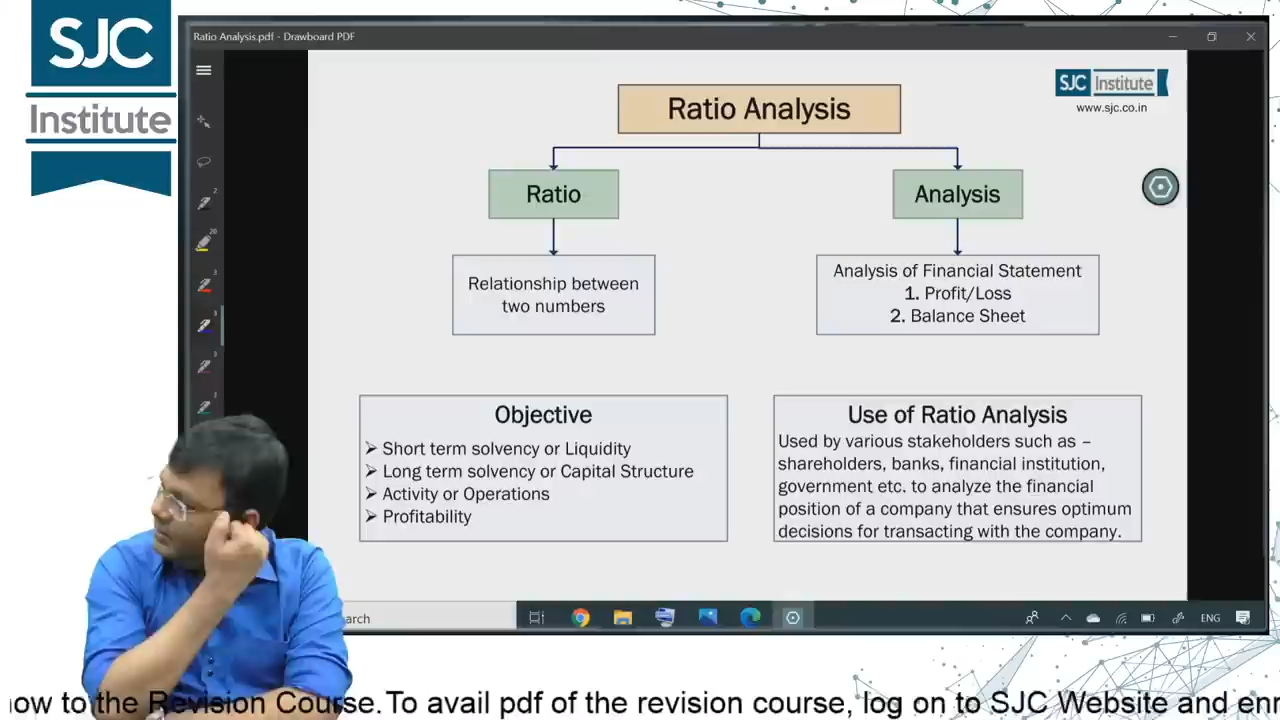 SJC
Institute
Ratio Analysis.pdf - Drawboard PDF
SJC Institute
www.sjc.co.in
Ratio Analysis
Ratio
Analysis
Relationship between
two numbers
Analysis of Financial Statement
1. Profit/Loss
2. Balance Sheet
Objective
➢ Short term solvency or Liquidity
➢ Long term solvency or Capital Structure
➢ Activity or Operations
➢ Profitability
Use of Ratio Analysis
Used by various stakeholders such as –
shareholders, banks, financial institution,
government etc. to analyze the financial
position of a company that ensures optimum
decisions for transacting with the company.
arch
ENG
to the Revision Course. To avail pdf of the revision course, log on to SJC Website and